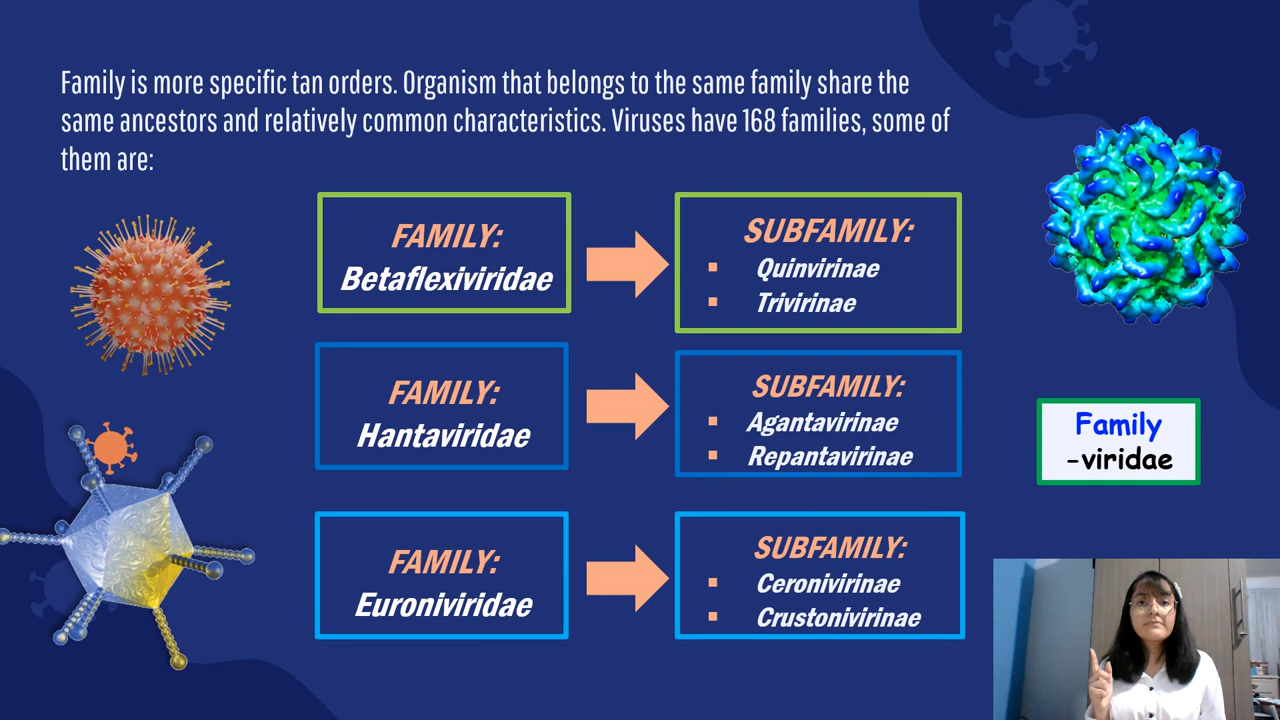 Family is more specific tan orders. Organism that belongs to the same family share the
same ancestors and relatively common characteristics. Viruses have 168 families, some of
them are:
FAMILY:
Betaflexiviridae
SUBFAMILY:
▪ Quinvirinae
▪ Trivirinae
FAMILY:
Hantaviridae
SUBFAMILY:
▪ Agantavirinae
▪ Repantavirinae
FAMILY:
Euroniviridae
SUBFAMILY:
▪ Ceronivirinae
▪ Crustonivirinae
Family
-viridae